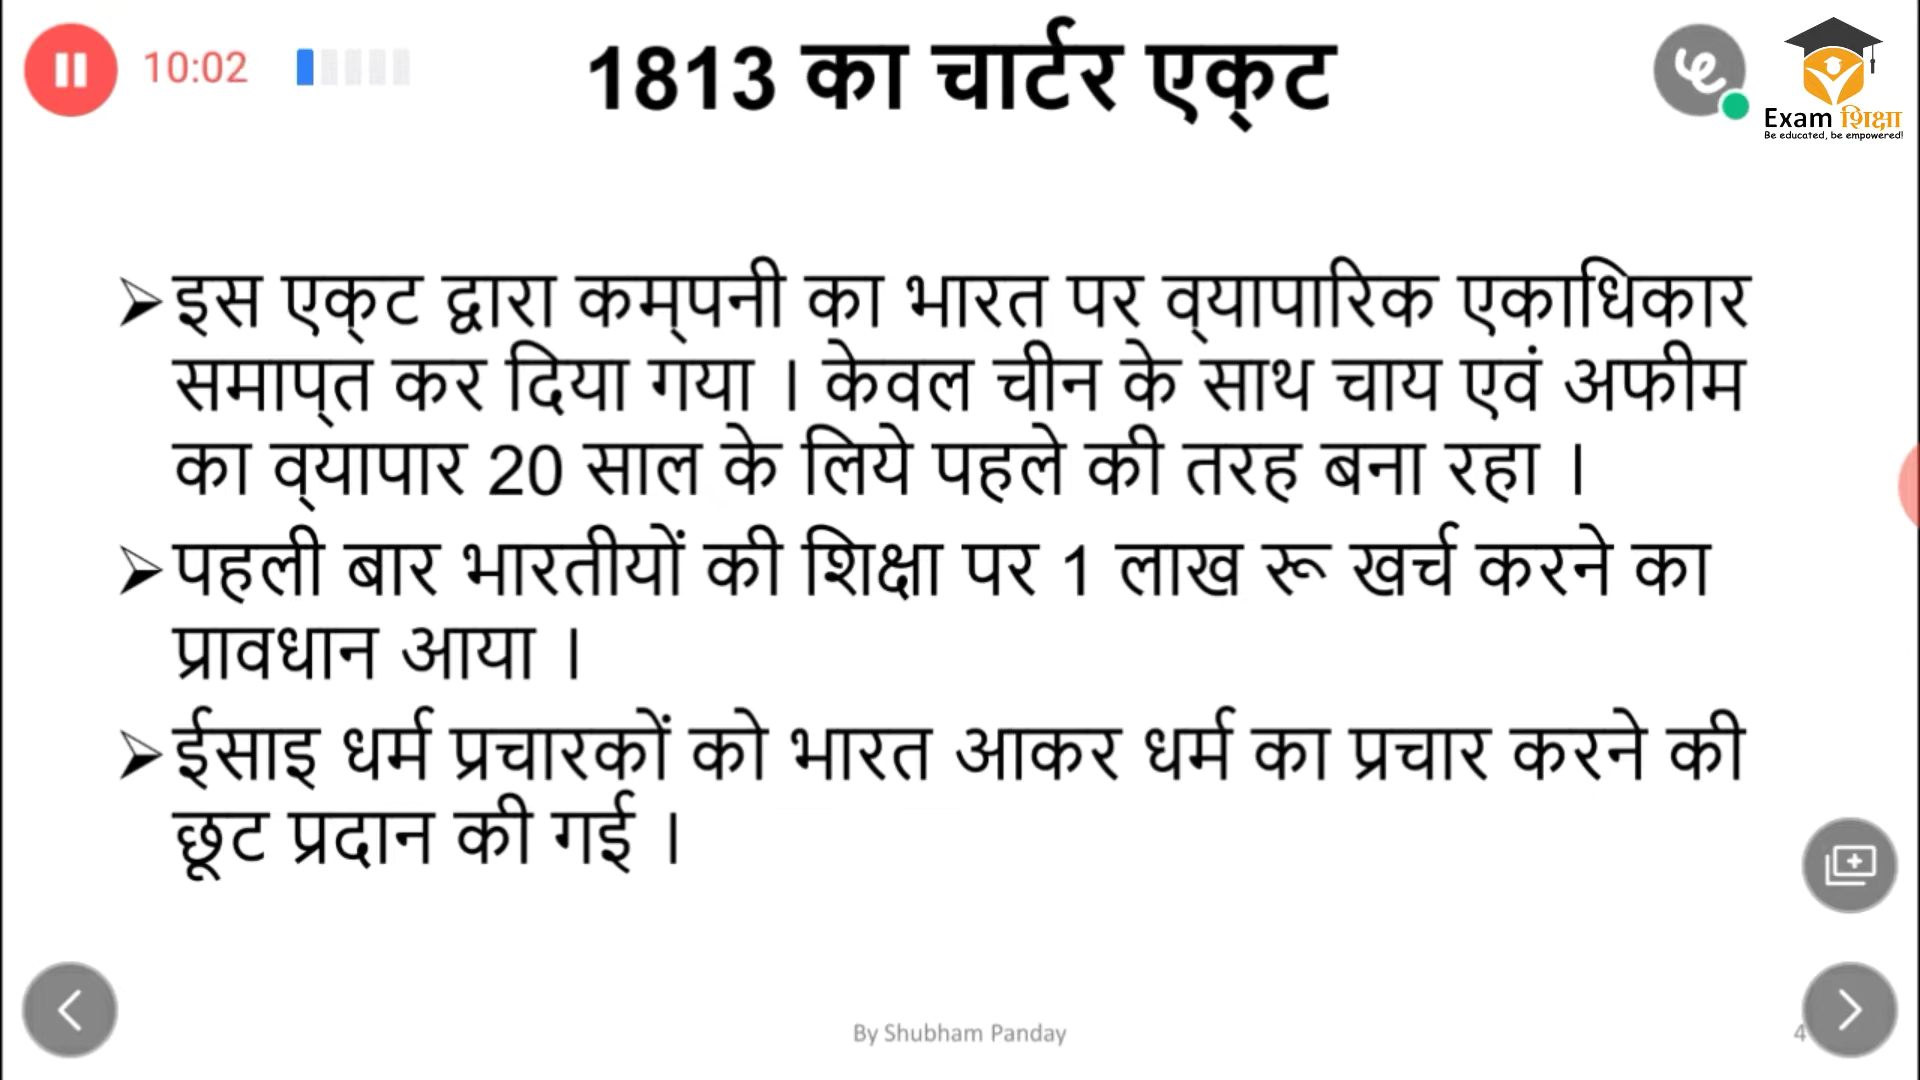 10:02
1813 का चार्टर एक्ट
Exam शिक्षा
Be educated, be empowered!
➢इस एक्ट द्वारा कम्पनी का भारत पर व्यापारिक एकाधिकार
समाप्त कर दिया गया । केवल चीन के साथ चाय एवं अफीम
का व्यापार 20 साल के लिये पहले की तरह बना रहा ।
➢पहली बार भारतीयों की शिक्षा पर 1 लाख रू खर्च करने का
प्रावधान आया ।
➢ईसाइ धर्म प्रचारकों को भारत आकर धर्म का प्रचार करने की
छूट प्रदान की गई ।
By Shubham Panday
4